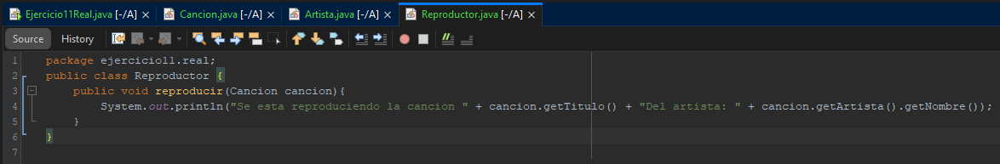 Ejercicio11Real.java [-/A] Cancion.java [-/A] Artista.java [-/A] Reproductor.java [-/A]
Source History
1 package ejercicio11.real;
2 public class Reproductor {
3 public void reproducir(Cancion cancion){
4 System.out.println("Se esta reproduciendo la cancion " + cancion.getTitulo() + "Del artista: " + cancion.getArtista().getNombre());
5 }
6 }
7